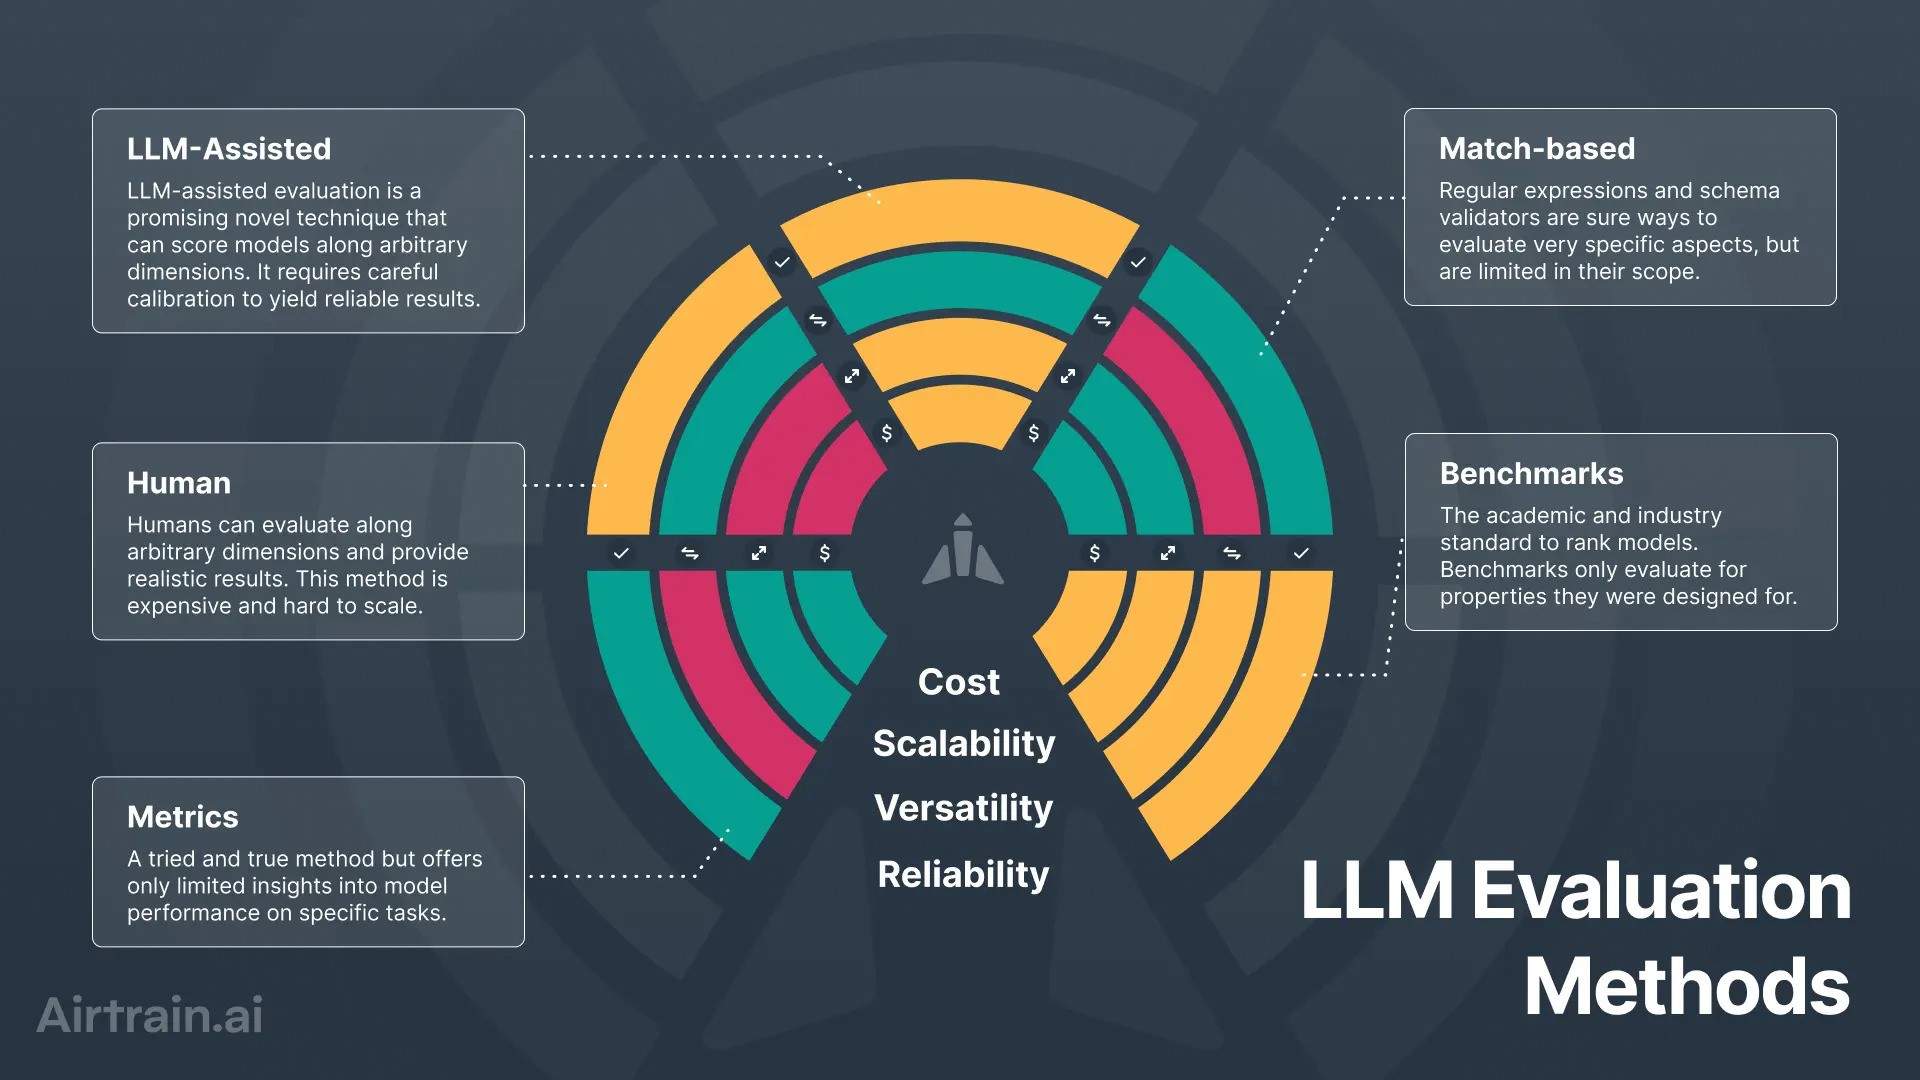 LLM-Assisted
LLM-assisted evaluation is a
promising novel technique that
can score models along arbitrary
dimensions. It requires careful
calibration to yield reliable results.
Human
Humans can evaluate along
arbitrary dimensions and provide
realistic results. This method is
expensive and hard to scale.
Metrics
A tried and true method but offers
only limited insights into model
performance on specific tasks.
Match-based
Regular expressions and schema
validators are sure ways to
evaluate very specific aspects, but
are limited in their scope.
Benchmarks
The academic and industry
standard to rank models.
Benchmarks only evaluate for
properties they were designed for.
$
$
$
$
Cost
Scalability
Versatility
Reliability
LLM Evaluation
Methods
Airtrain.ai